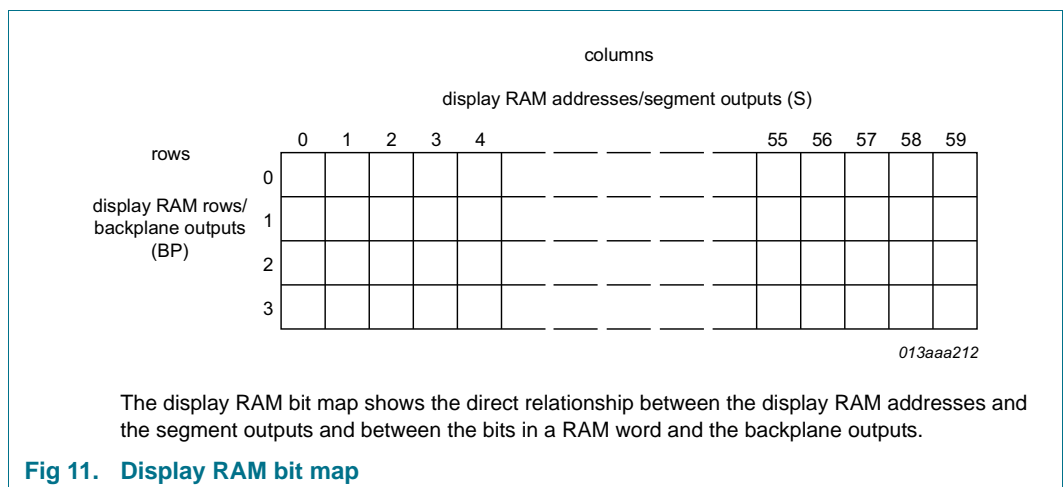 columns
display RAM addresses/segment outputs (S)
0 1 2 3 4 55 56 57 58 59
rows
0
display RAM rows/
1
backplane outputs
(BP)
2
3
013aaa212
The display RAM bit map shows the direct relationship between the display RAM addresses and
the segment outputs and between the bits in a RAM word and the backplane outputs.
Fig 11. Display RAM bit map